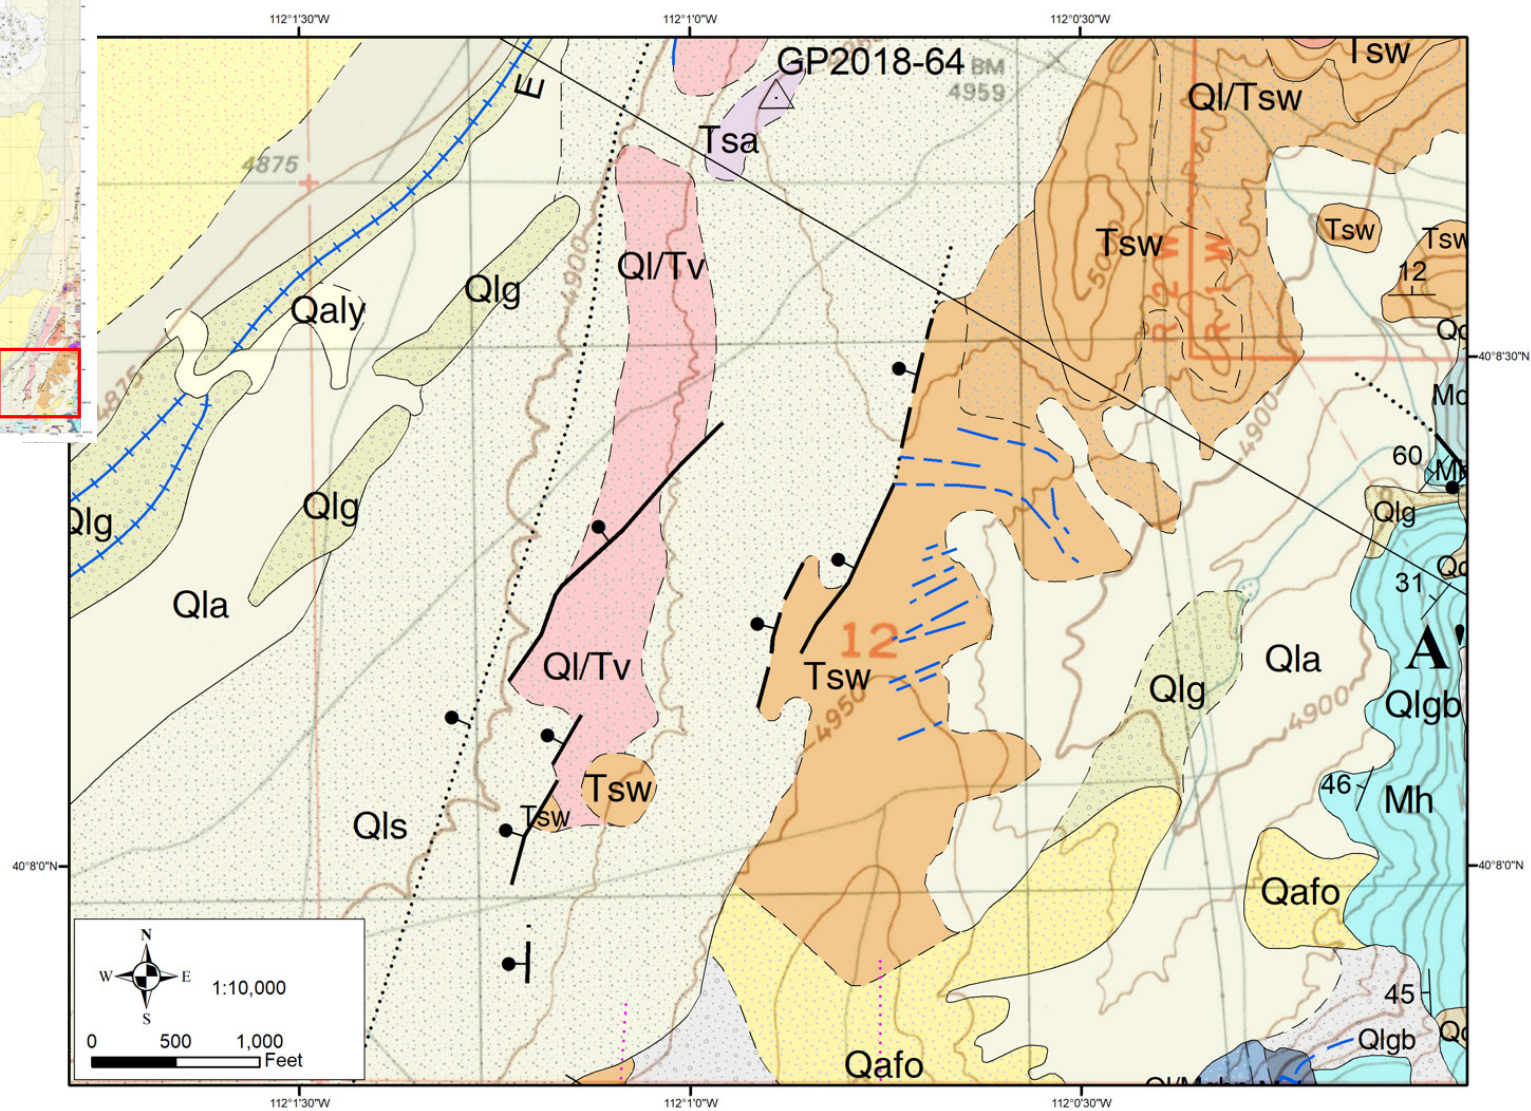 112°1'30"W 112°1'0"W 112°0'30"W
GP2018-64
BM
4959
Tsw
Ql/Tsw
E
Tsa
4875
Ql/Tv
Tsw
Tsw
Tsw
4900
12
R 2 W
R 1 W
Qlg
Qaly
40°8'30"N
4875
4900
60
Qlg
Qlg
Qlg
31
Qla
12
A'
Qla
Ql/Tv
Tsw
Qlg
4950
4900
Qlgb
Tsw
46
Mh
Tsw
Qls
40°8'0"N
40°8'0"N
Qafo
N
W E
S
1:10,000
45
0 500 1,000
Feet
Qlgb
Qafo
112°1'30"W 112°1'0"W 112°0'30"W